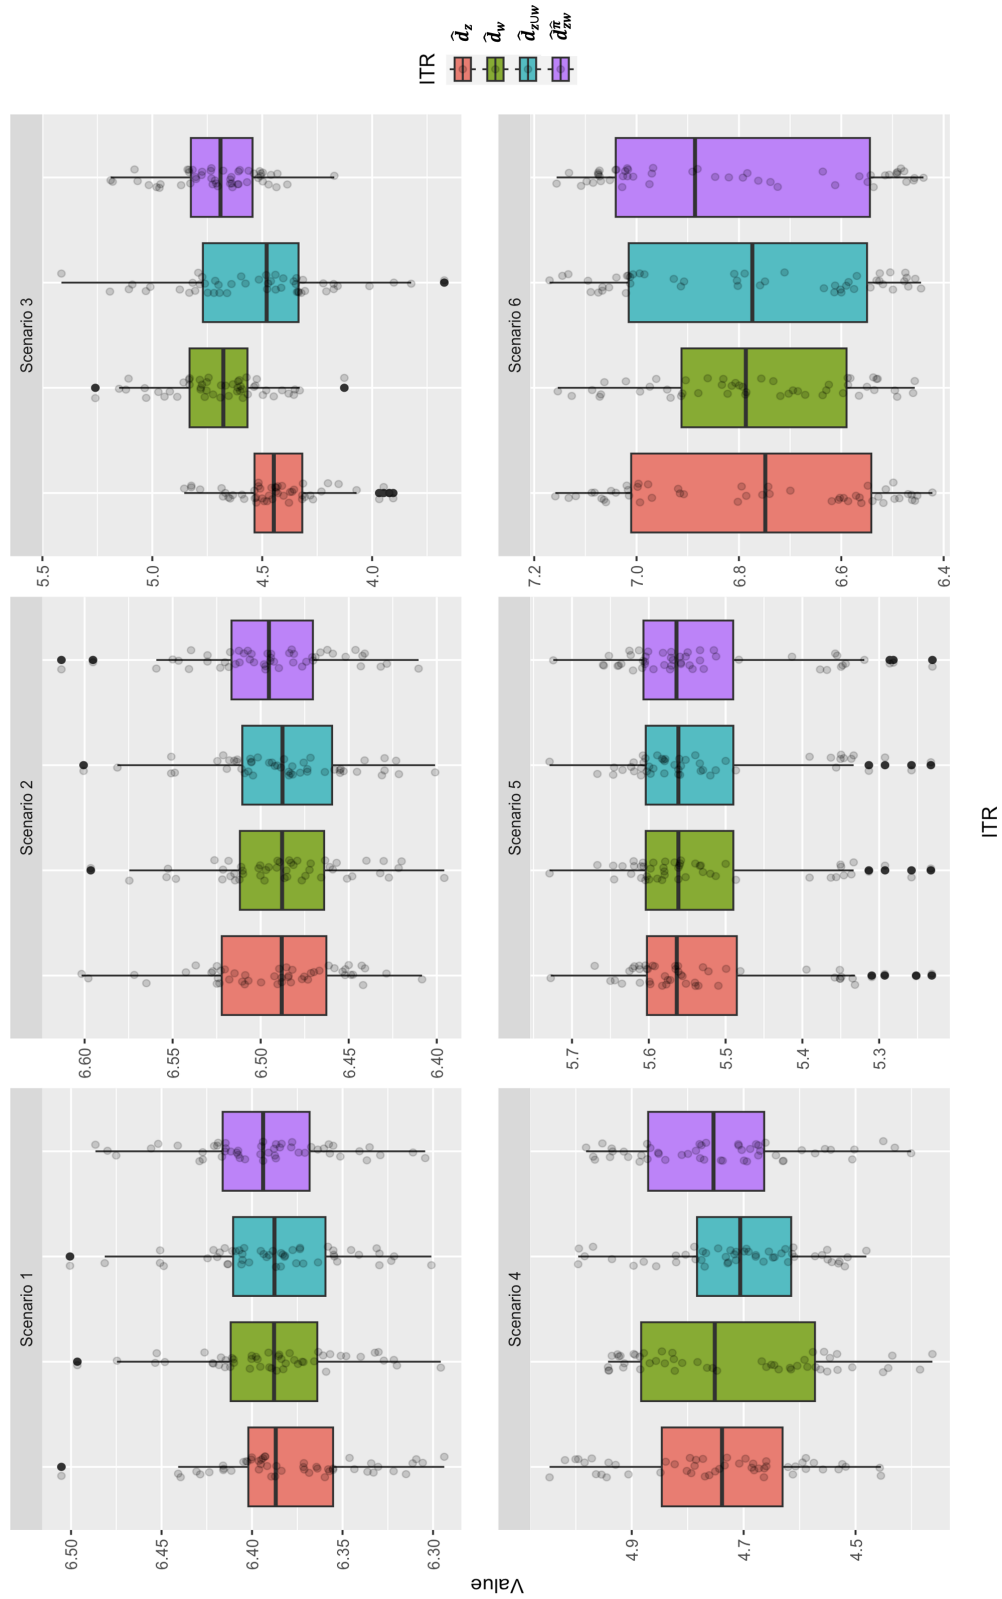 Scenario 1
Scenario 2
Scenario 3
6.50
6.45
6.40
6.35
6.30
6.60
6.55
6.50
6.45
6.40
5.5
5.0
4.5
4.0
Scenario 4
Scenario 5
Scenario 6
4.9
4.7
4.5
5.7
5.6
5.5
5.4
5.3
7.2
7.0
6.8
6.6
6.4
Value
ITR
ITR
d̂_z
d̂_w
d̂_{z∪w}
d̂^π̂_{zw}